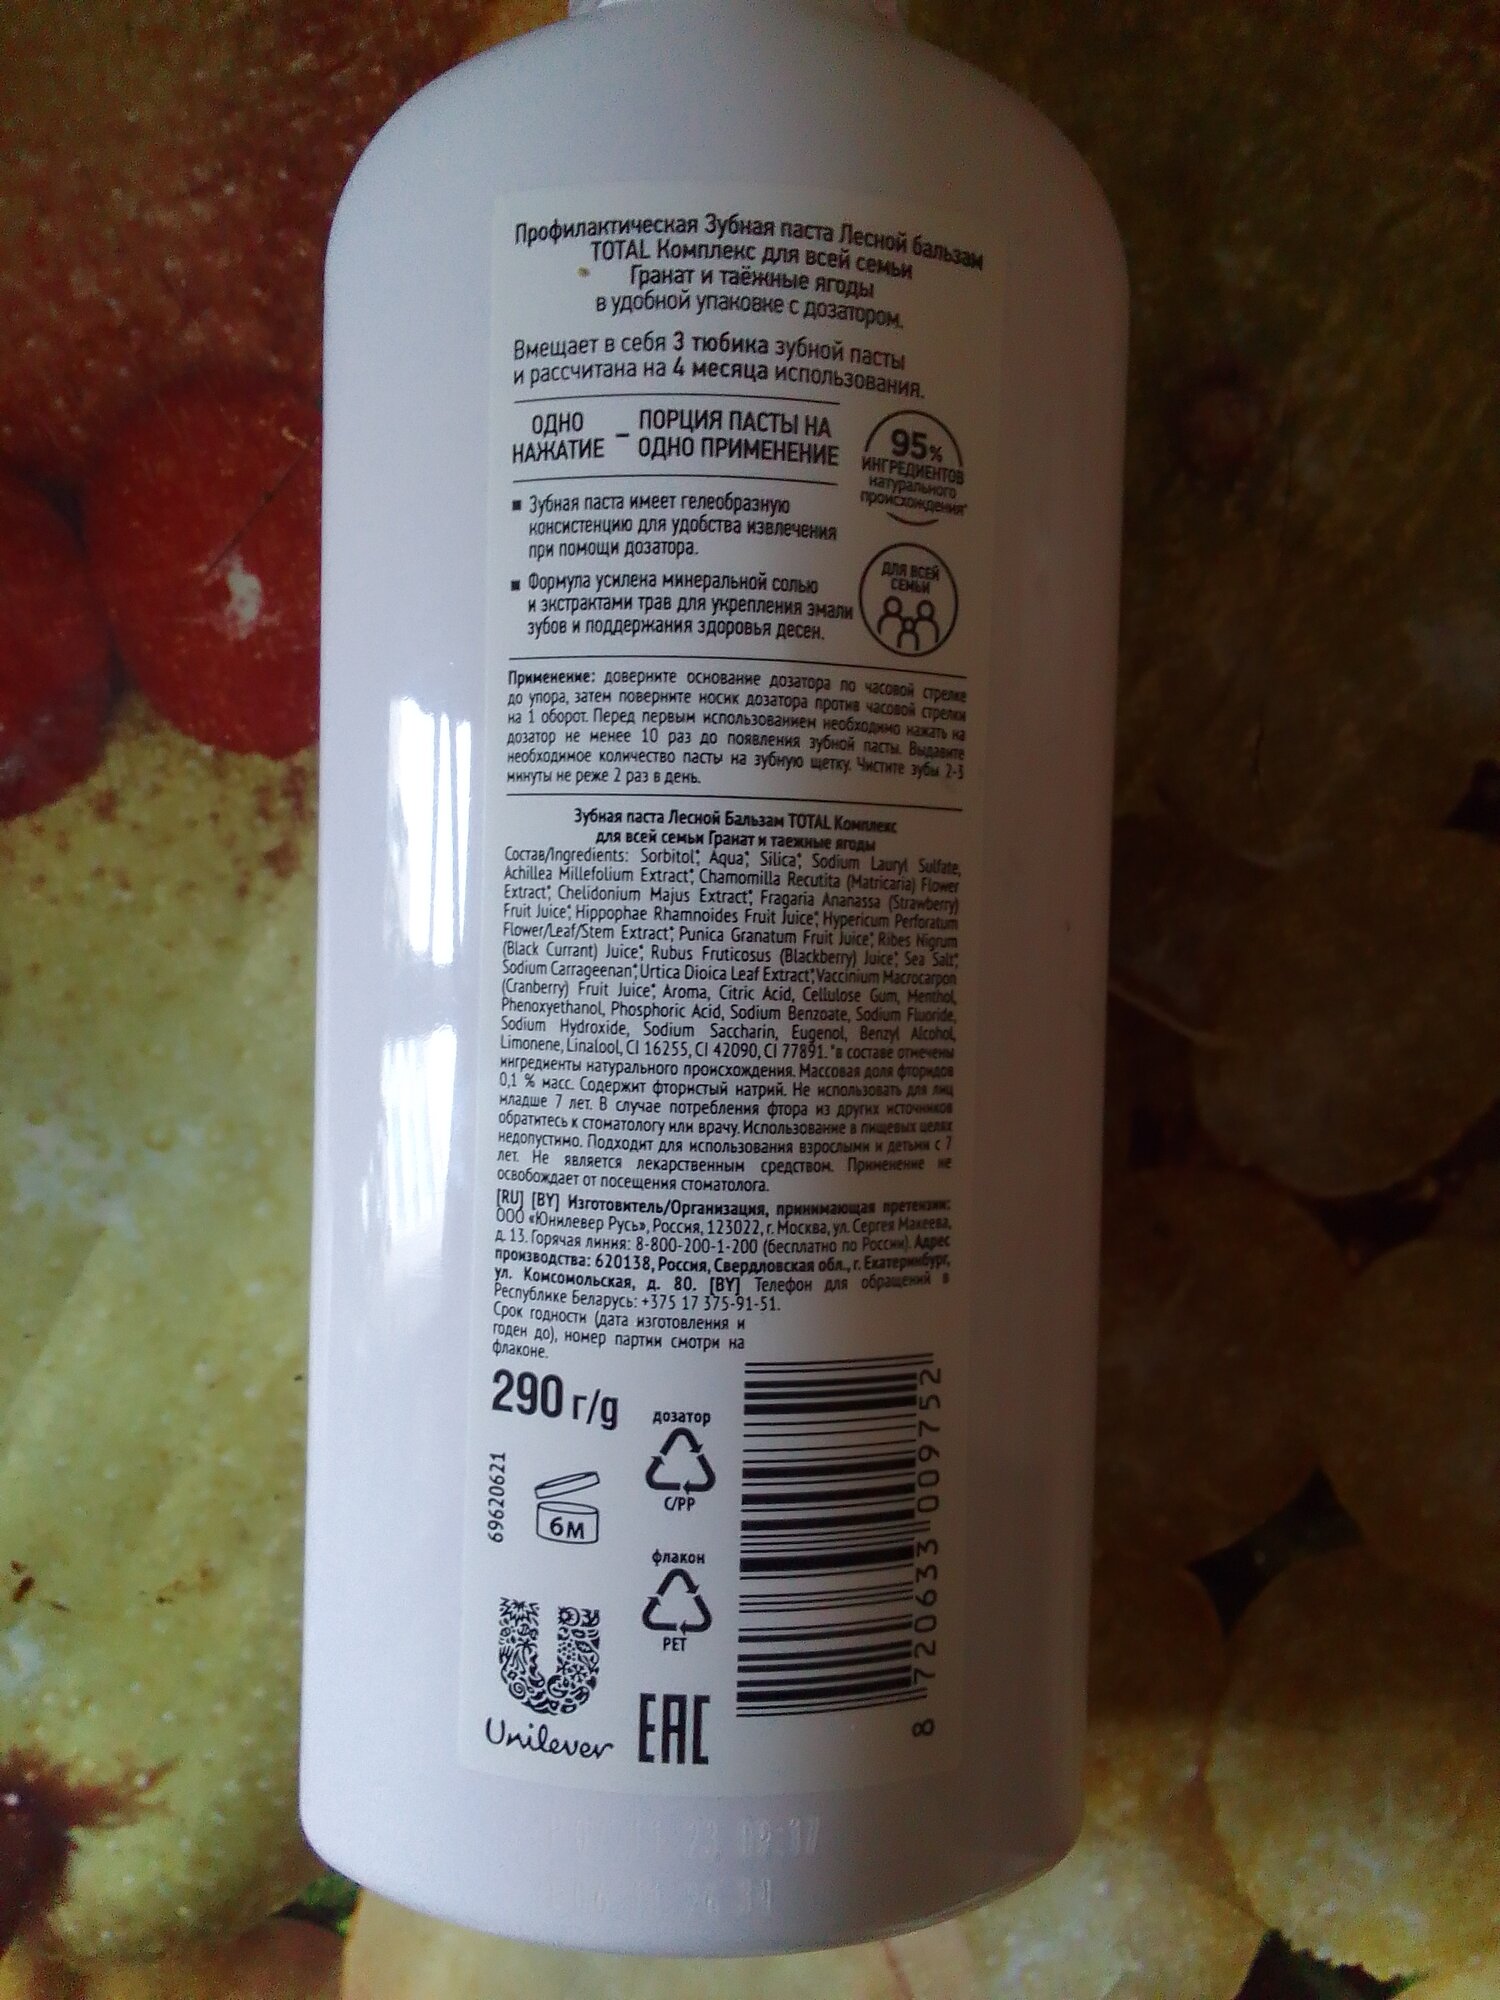 Профилактическая Зубная паста Лесной бальзам
TOTAL Комплекс для всей семьи
Гранат и таёжные ягоды
в удобной упаковке с дозатором.
Вмещает в себя 3 тюбика зубной пасты
и рассчитана на 4 месяца использования.
ОДНО НАЖАТИЕ – ПОРЦИЯ ПАСТЫ НА ОДНО ПРИМЕНЕНИЕ
95%
ИНГРЕДИЕНТОВ
натурального
происхождения*
▪ Зубная паста имеет гелеобразную
консистенцию для удобства извлечения
при помощи дозатора.
▪ Формула усилена минеральной солью
и экстрактами трав для укрепления эмали
зубов и поддержания здоровья десен.
ДЛЯ ВСЕЙ
СЕМЬИ
Применение: доверните основание дозатора по часовой стрелке
до упора, затем поверните носик дозатора против часовой стрелки
на 1 оборот. Перед первым использованием необходимо нажать на
дозатор не менее 10 раз до появления зубной пасты. Выдавите
необходимое количество пасты на зубную щетку. Чистите зубы 2-3
минуты не реже 2 раз в день.
Зубная паста Лесной Бальзам TOTAL Комплекс
для всей семьи Гранат и таежные ягоды
Состав/Ingredients: Sorbitol*, Aqua*, Silica*, Sodium Lauryl Sulfate,
Achillea Millefolium Extract*, Chamomilla Recutita (Matricaria) Flower
Extract*, Chelidonium Majus Extract*, Fragaria Ananassa (Strawberry)
Fruit Juice*, Hippophae Rhamnoides Fruit Juice*, Hypericum Perforatum
Flower/Leaf/Stem Extract*, Punica Granatum Fruit Juice*, Ribes Nigrum
(Black Currant) Juice*, Rubus Fruticosus (Blackberry) Juice*, Sea Salt*,
Sodium Carrageenan*, Urtica Dioica Leaf Extract*, Vaccinium Macrocarpon
(Cranberry) Fruit Juice*, Aroma, Citric Acid, Cellulose Gum, Menthol,
Phenoxyethanol, Phosphoric Acid, Sodium Benzoate, Sodium Fluoride,
Sodium Hydroxide, Sodium Saccharin, Eugenol, Benzyl Alcohol,
Limonene, Linalool, CI 16255, CI 42090, CI 77891. *в составе отмечены
ингредиенты натурального происхождения. Массовая доля фторидов
0,1 % масс. Содержит фтористый натрий. Не использовать для лиц
младше 7 лет. В случае потребления фтора из других источников
обратитесь к стоматологу или врачу. Использование в пищевых целях
недопустимо. Подходит для использования взрослыми и детьми с 7
лет. Не является лекарственным средством. Применение не
освобождает от посещения стоматолога.
[RU] [BY] Изготовитель/Организация, принимающая претензии:
ООО «Юнилевер Русь», Россия, 123022, г. Москва, ул. Сергея Макеева,
д. 13. Горячая линия: 8-800-200-1-200 (бесплатно по России). Адрес
производства: 620138, Россия, Свердловская обл., г. Екатеринбург,
ул. Комсомольская, д. 80. [BY] Телефон для обращений в
Республике Беларусь: +375 17 375-91-51.
Срок годности (дата изготовления и
годен до), номер партии смотри на
флаконе.
290 г/g
69620621
6М
дозатор
C/PP
флакон
PET
Unilever
EAC
8 720633 009752